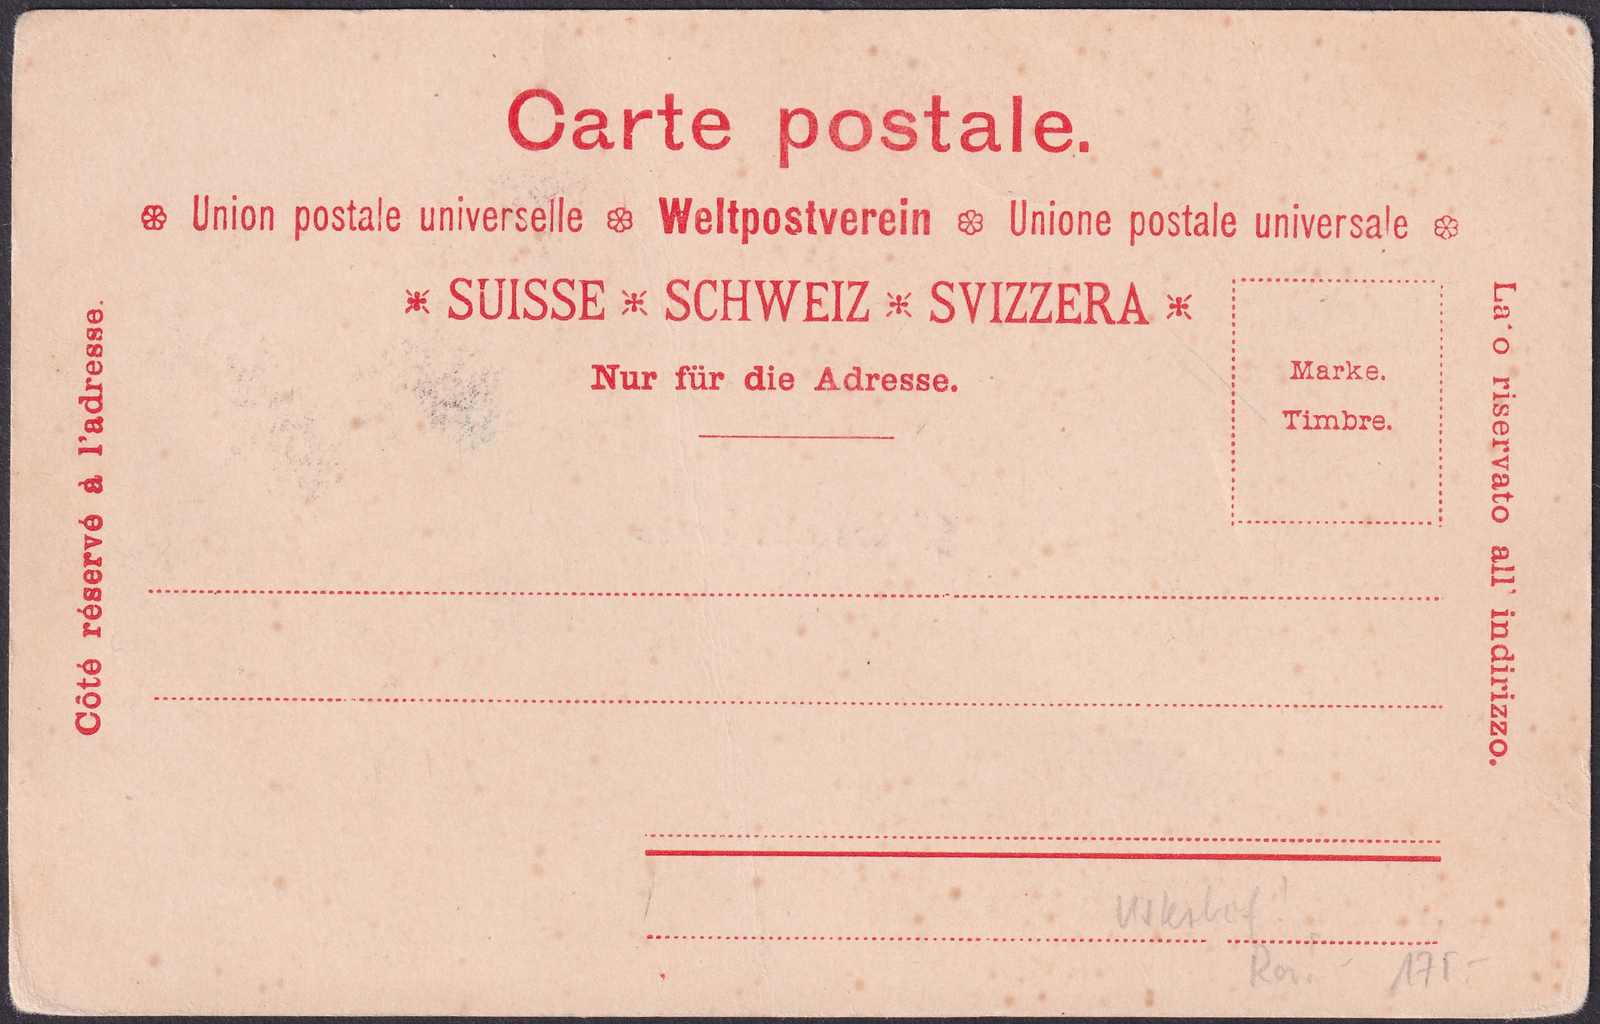 Carte postale.
Union postale universelle Weltpostverein Unione postale universale
SUISSE SCHWEIZ SVIZZERA
Nur für die Adresse.
Marke.
Timbre.
Côté réservé à l'adresse.
La'o riservato all' indirizzo.
175.-